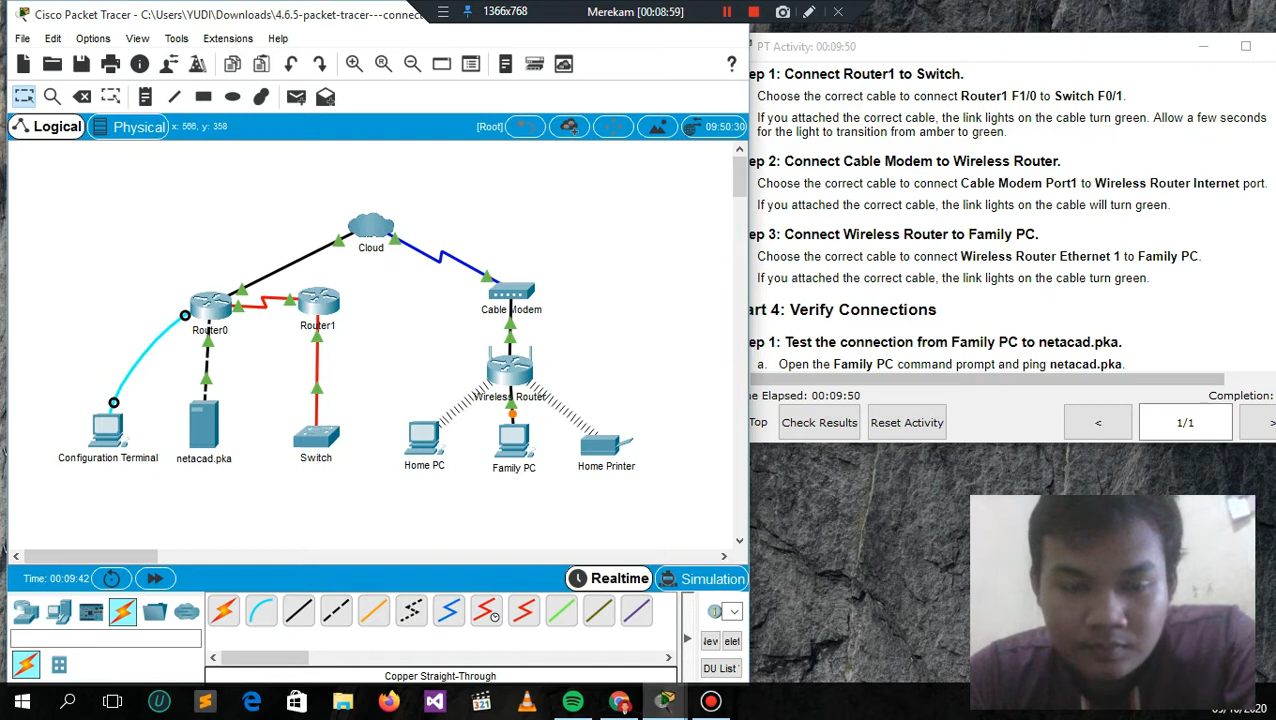 Cisco Packet Tracer - C:\Users\YUDI\Downloads\4.6.5-packet-tracer---connec
1366x768
Merekam [00:08:59]
File Edit Options View Tools Extensions Help
PT Activity: 00:09:50
Logical
Physical
x: 566, y: 358
[Root]
09:50:30
ep 1: Connect Router1 to Switch.
Choose the correct cable to connect Router1 F1/0 to Switch F0/1.
If you attached the correct cable, the link lights on the cable turn green. Allow a few seconds
for the light to transition from amber to green.
ep 2: Connect Cable Modem to Wireless Router.
Choose the correct cable to connect Cable Modem Port1 to Wireless Router Internet port.
If you attached the correct cable, the link lights on the cable will turn green.
ep 3: Connect Wireless Router to Family PC.
Choose the correct cable to connect Wireless Router Ethernet 1 to Family PC.
If you attached the correct cable, the link lights on the cable turn green.
art 4: Verify Connections
ep 1: Test the connection from Family PC to netacad.pka.
a. Open the Family PC command prompt and ping netacad.pka.
Cloud
Cable Modem
Router0
Router1
Wireless Router
Configuration Terminal
netacad.pka
Switch
Home PC
Family PC
Home Printer
ne Elapsed: 00:09:50
Completion:
Top
Check Results
Reset Activity
<
1/1
>
Time: 00:09:42
Realtime
Simulation
lev
elet
DU List
Copper Straight-Through
321